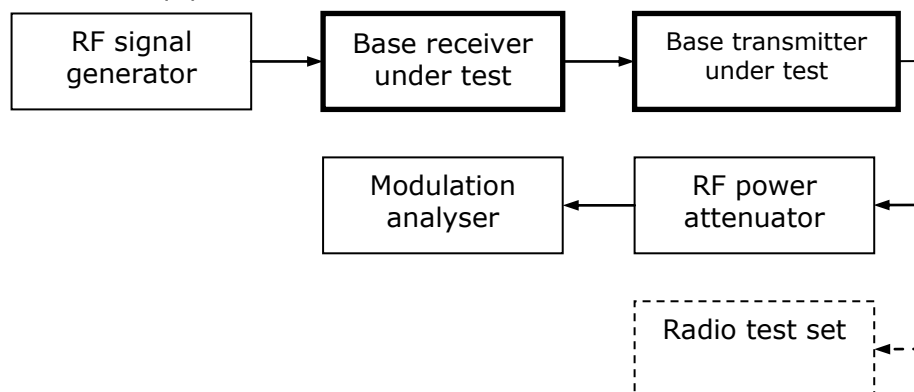 RF signal
generator
Base receiver
under test
Base transmitter
under test
Modulation
analyser
RF power
attenuator
Radio test set